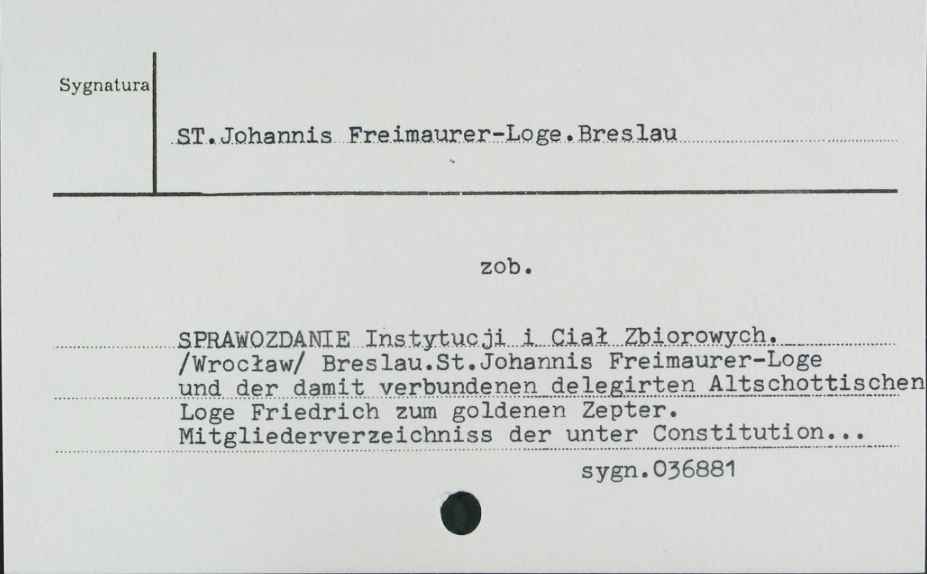 Sygnatura
ST.Johannis Freimaurer-Loge.Breslau
zob.
SPRAWOZDANIE Instytucji i Ciał Zbiorowych.
/Wrocław/ Breslau.St.Johannis Freimaurer-Loge
und der damit verbundenen delegirten Altschottischen
Loge Friedrich zum goldenen Zepter.
Mitgliederverzeichniss der unter Constitution...
sygn.036881